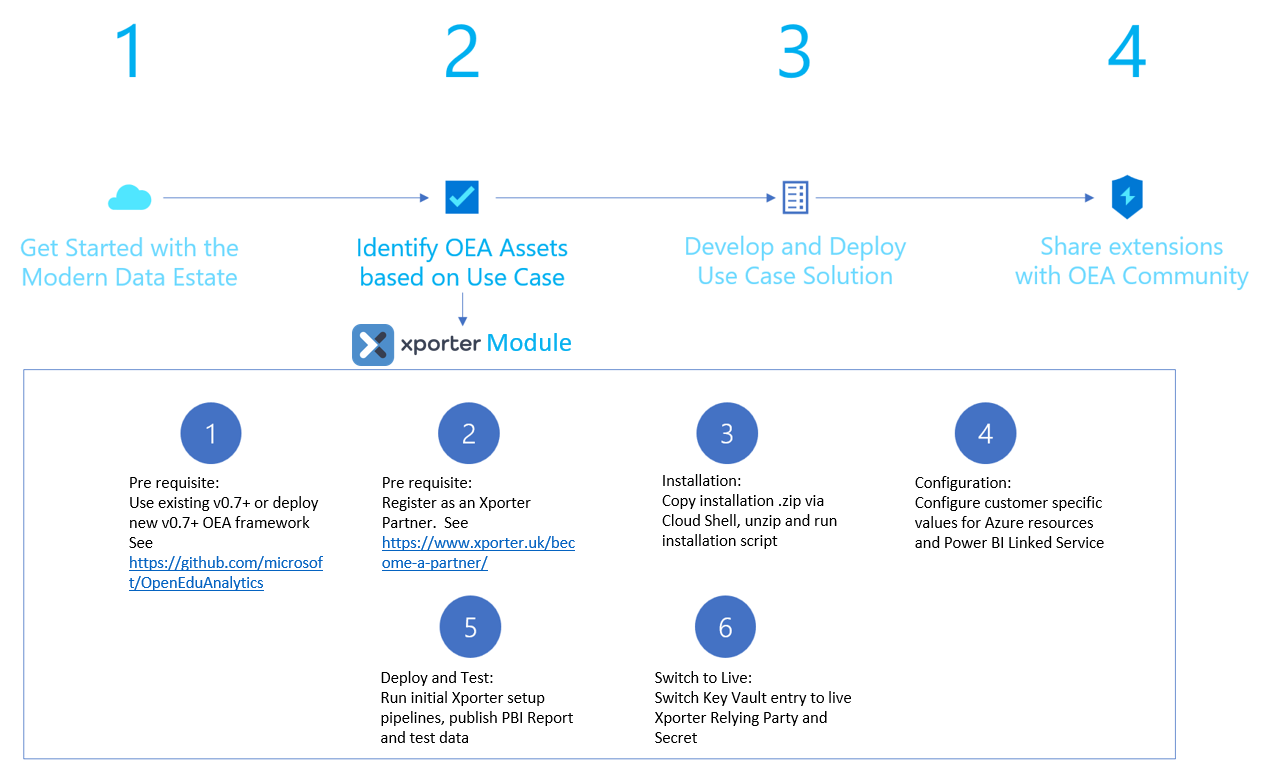 1
2
3
4
Get Started with the
Modern Data Estate
Identify OEA Assets
based on Use Case
Develop and Deploy
Use Case Solution
Share extensions
with OEA Community
xporter Module
1
Pre requisite:
Use existing v0.7+ or deploy
new v0.7+ OEA framework
See
https://github.com/microsof
t/OpenEduAnalytics
2
Pre requisite:
Register as an Xporter
Partner.  See
https://www.xporter.uk/bec
ome-a-partner/
3
Installation:
Copy installation .zip via
Cloud Shell, unzip and run
installation script
4
Configuration:
Configure customer specific
values for Azure resources
and Power BI Linked Service
5
Deploy and Test:
Run initial Xporter setup
pipelines, publish PBI Report
and test data
6
Switch to Live:
Switch Key Vault entry to live
Xporter Relying Party and
Secret